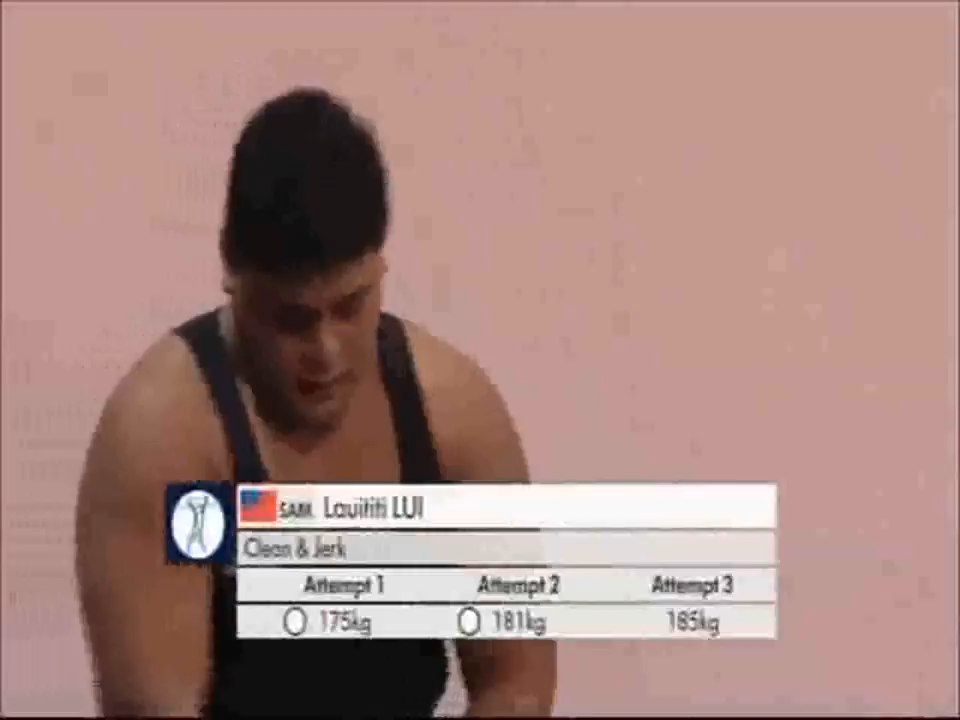 SAM Lauititi LUI
Clean & Jerk
Attempt 1 Attempt 2 Attempt 3
175kg 181kg 185kg